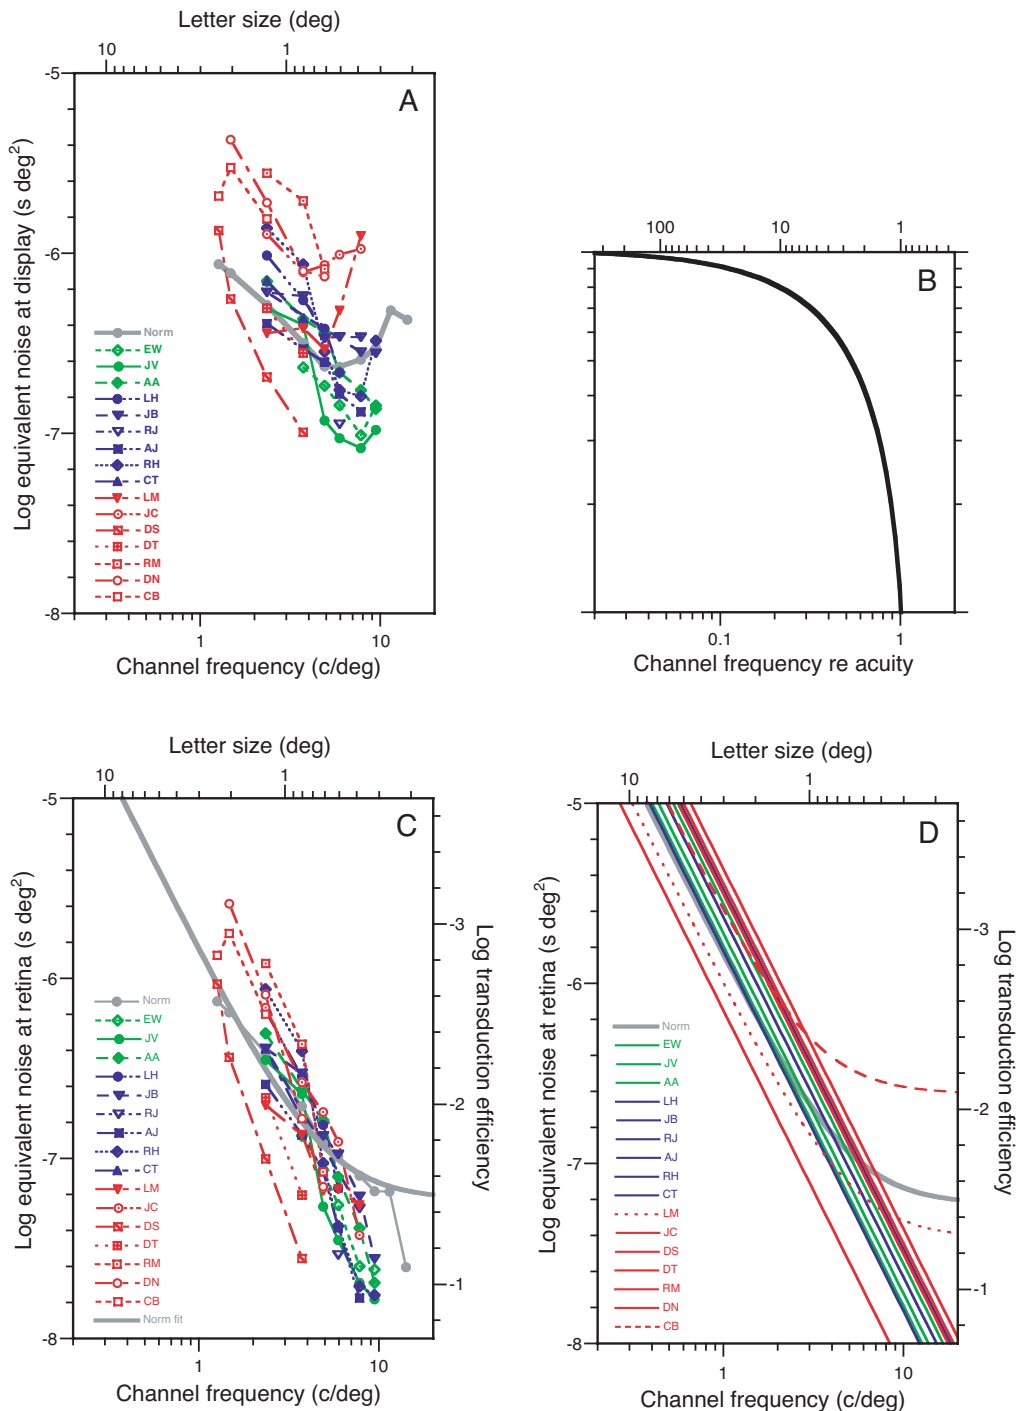 Letter size (deg)
10 1
-5
-6
-7
-8
A
Log equivalent noise at display (s deg²)
Norm
EW
JV
AA
LH
JB
RJ
AJ
RH
CT
LM
JC
DS
DT
RM
DN
CB
1 10
Channel frequency (c/deg)
100 10 1
B
0.1 1
Channel frequency re acuity
Letter size (deg)
10 1
-5
-6
-7
-8
C
Log equivalent noise at retina (s deg²)
Norm
EW
JV
AA
LH
JB
RJ
AJ
RH
CT
LM
JC
DS
DT
RM
DN
CB
Norm fit
-3
-2
-1
Log transduction efficiency
1 10
Channel frequency (c/deg)
Letter size (deg)
10 1
-5
-6
-7
-8
D
Log equivalent noise at retina (s deg²)
Norm
EW
JV
AA
LH
JB
RJ
AJ
RH
CT
LM
JC
DS
DT
RM
DN
CB
-3
-2
-1
Log transduction efficiency
1 10
Channel frequency (c/deg)